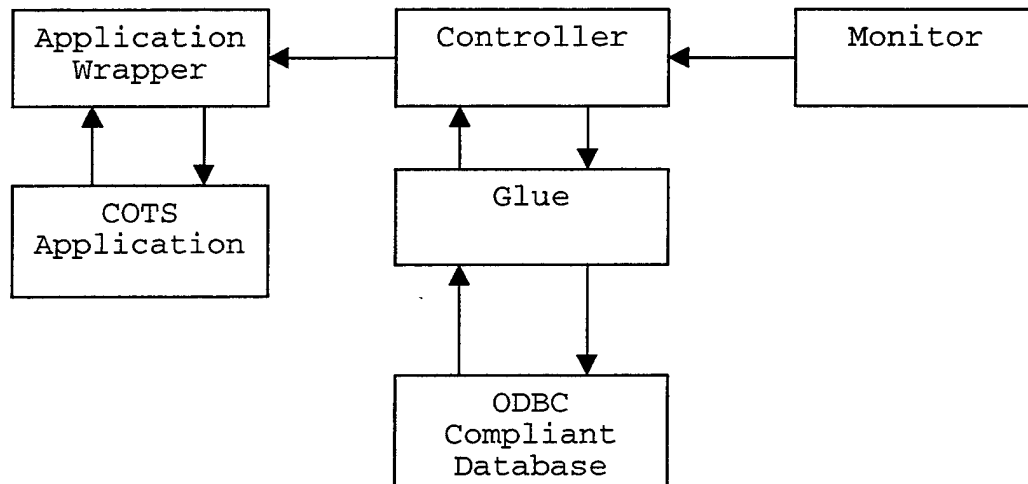 Application
Wrapper
Controller
Monitor
COTS
Application
Glue
ODBC
Compliant
Database